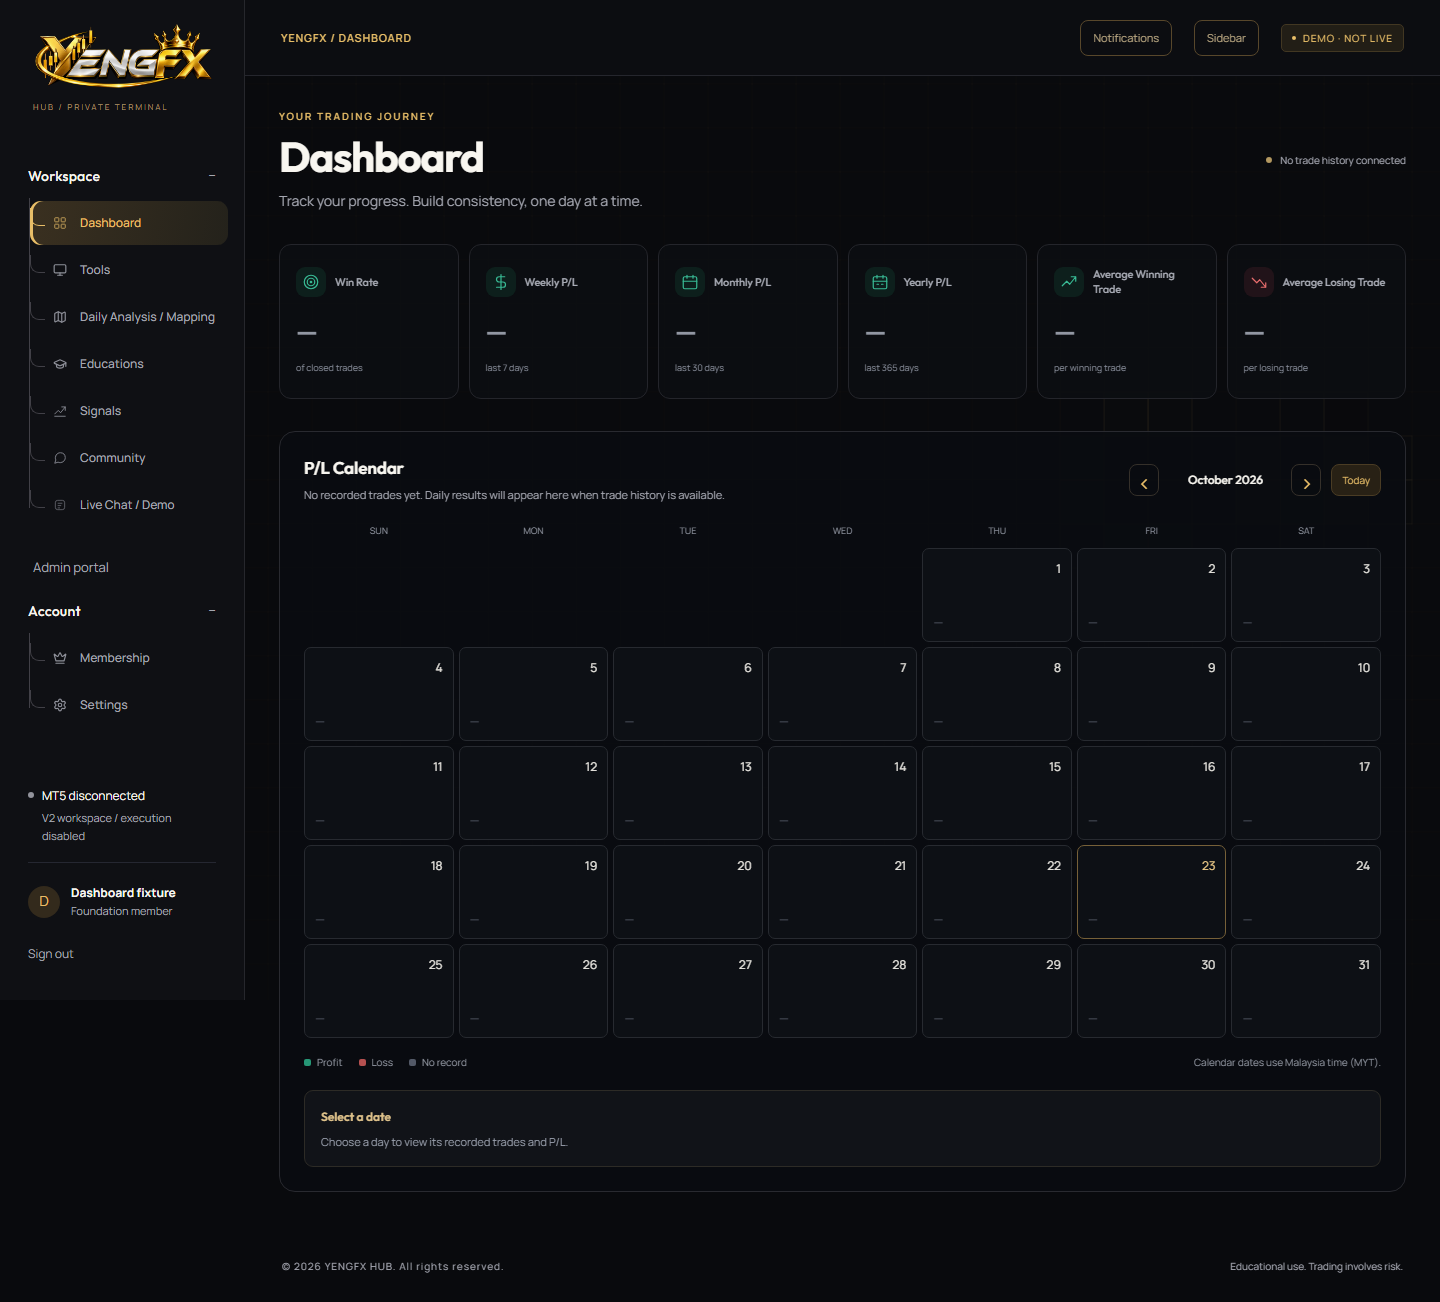 YENGFX
HUB / PRIVATE TERMINAL
YENGFX / DASHBOARD
Notifications
Sidebar
DEMO · NOT LIVE
Workspace
Dashboard
Tools
Daily Analysis / Mapping
Educations
Signals
Community
Live Chat / Demo
Admin portal
Account
Membership
Settings
MT5 disconnected
V2 workspace / execution
disabled
D
Dashboard fixture
Foundation member
Sign out
YOUR TRADING JOURNEY
Dashboard
Track your progress. Build consistency, one day at a time.
No trade history connected
Win Rate
—
of closed trades
Weekly P/L
—
last 7 days
Monthly P/L
—
last 30 days
Yearly P/L
—
last 365 days
Average Winning
Trade
—
per winning trade
Average Losing Trade
—
per losing trade
P/L Calendar
No recorded trades yet. Daily results will appear here when trade history is available.
October 2026
Today
SUN MON TUE WED THU FRI SAT
1 2 3
— — —
4 5 6 7 8 9 10
— — — — — — —
11 12 13 14 15 16 17
— — — — — — —
18 19 20 21 22 23 24
— — — — — — —
25 26 27 28 29 30 31
— — — — — — —
Profit Loss No record
Calendar dates use Malaysia time (MYT).
Select a date
Choose a day to view its recorded trades and P/L.
© 2026 YENGFX HUB. All rights reserved.
Educational use. Trading involves risk.